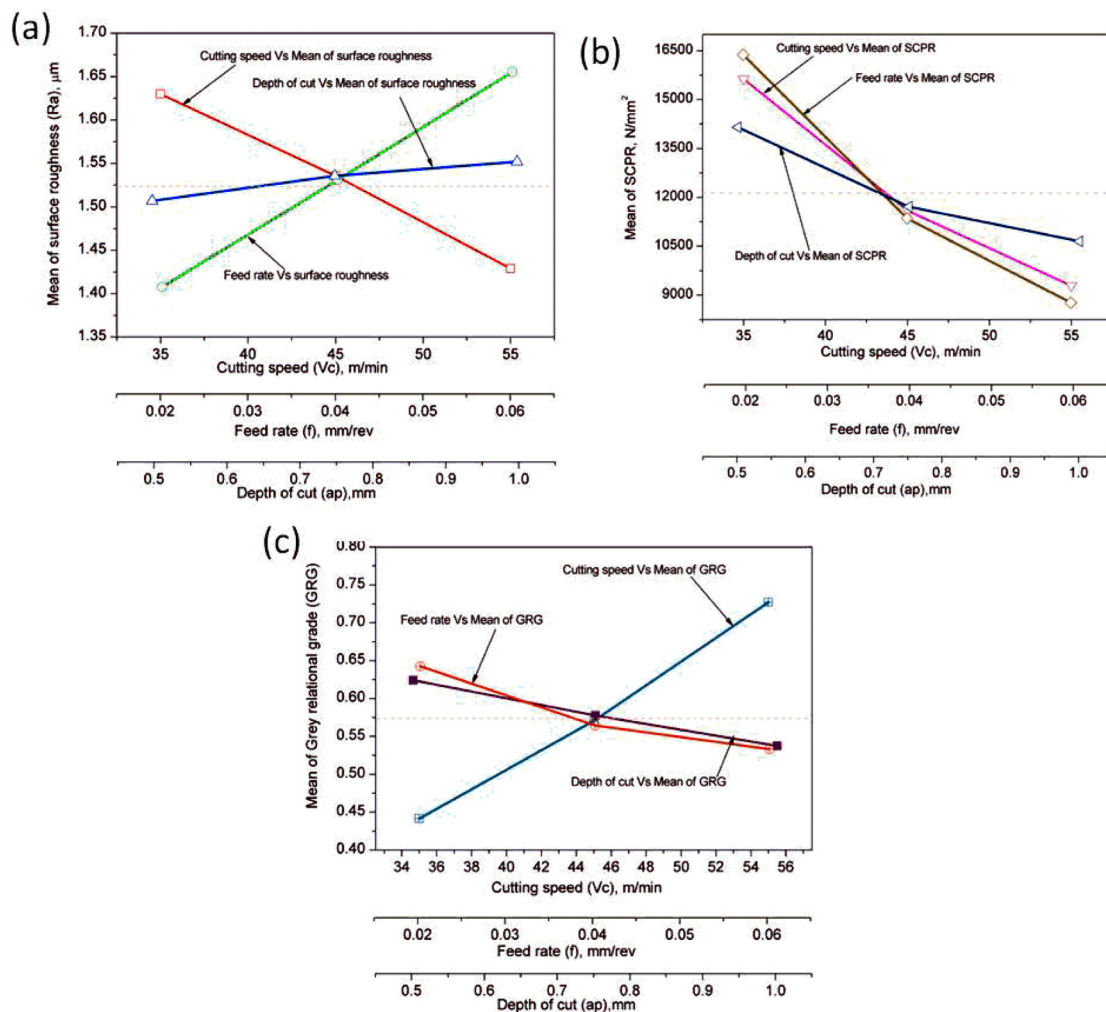 (a)
1.70
1.65
1.60
1.55
1.50
1.45
1.40
1.35
Mean of surface roughness (Ra), µm
Cutting speed Vs Mean of surface roughness
Depth of cut Vs Mean of surface roughness
Feed rate Vs surface roughness
35 40 45 50 55
Cutting speed (Vc), m/min
0.02 0.03 0.04 0.05 0.06
Feed rate (f), mm/rev
0.5 0.6 0.7 0.8 0.9 1.0
Depth of cut (ap),mm
(b)
16500
15000
13500
12000
10500
9000
Mean of SCPR, N/mm²
Cutting speed Vs Mean of SCPR
Feed rate Vs Mean of SCPR
Depth of cut Vs Mean of SCPR
35 40 45 50 55
Cutting speed (Vc), m/min
0.02 0.03 0.04 0.05 0.06
Feed rate (f), mm/rev
0.5 0.6 0.7 0.8 0.9 1.0
Depth of cut (ap),mm
(c)
0.80
0.75
0.70
0.65
0.60
0.55
0.50
0.45
0.40
Mean of Grey relational grade (GRG)
Cutting speed Vs Mean of GRG
Feed rate Vs Mean of GRG
Depth of cut Vs Mean of GRG
34 36 38 40 42 44 46 48 50 52 54 56
Cutting speed (Vc), m/min
0.02 0.03 0.04 0.05 0.06
Feed rate (f), mm/rev
0.5 0.6 0.7 0.8 0.9 1.0
Depth of cut (ap),mm